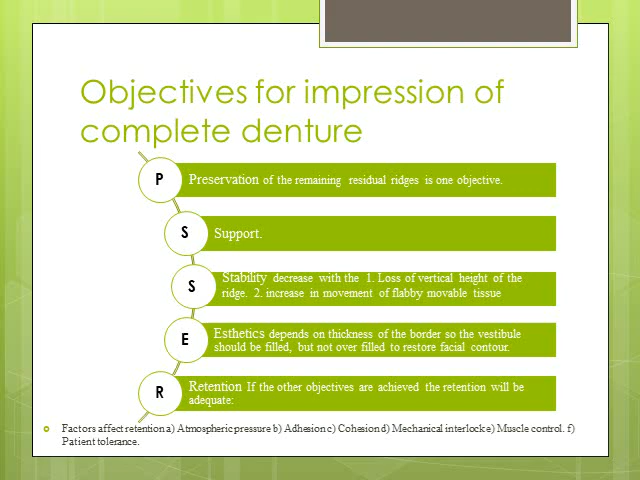 Objectives for impression of
complete denture
P
Preservation of the remaining residual ridges is one objective.
S
Support.
S
Stability decrease with the 1. Loss of vertical height of the
ridge. 2. increase in movement of flabby movable tissue
E
Esthetics depends on thickness of the border so the vestibule
should be filled, but not over filled to restore facial contour.
R
Retention If the other objectives are achieved the retention will be
adequate:
Factors affect retention a) Atmospheric pressure b) Adhesion c) Cohesion d) Mechanical interlock e) Muscle control. f)
Patient tolerance.